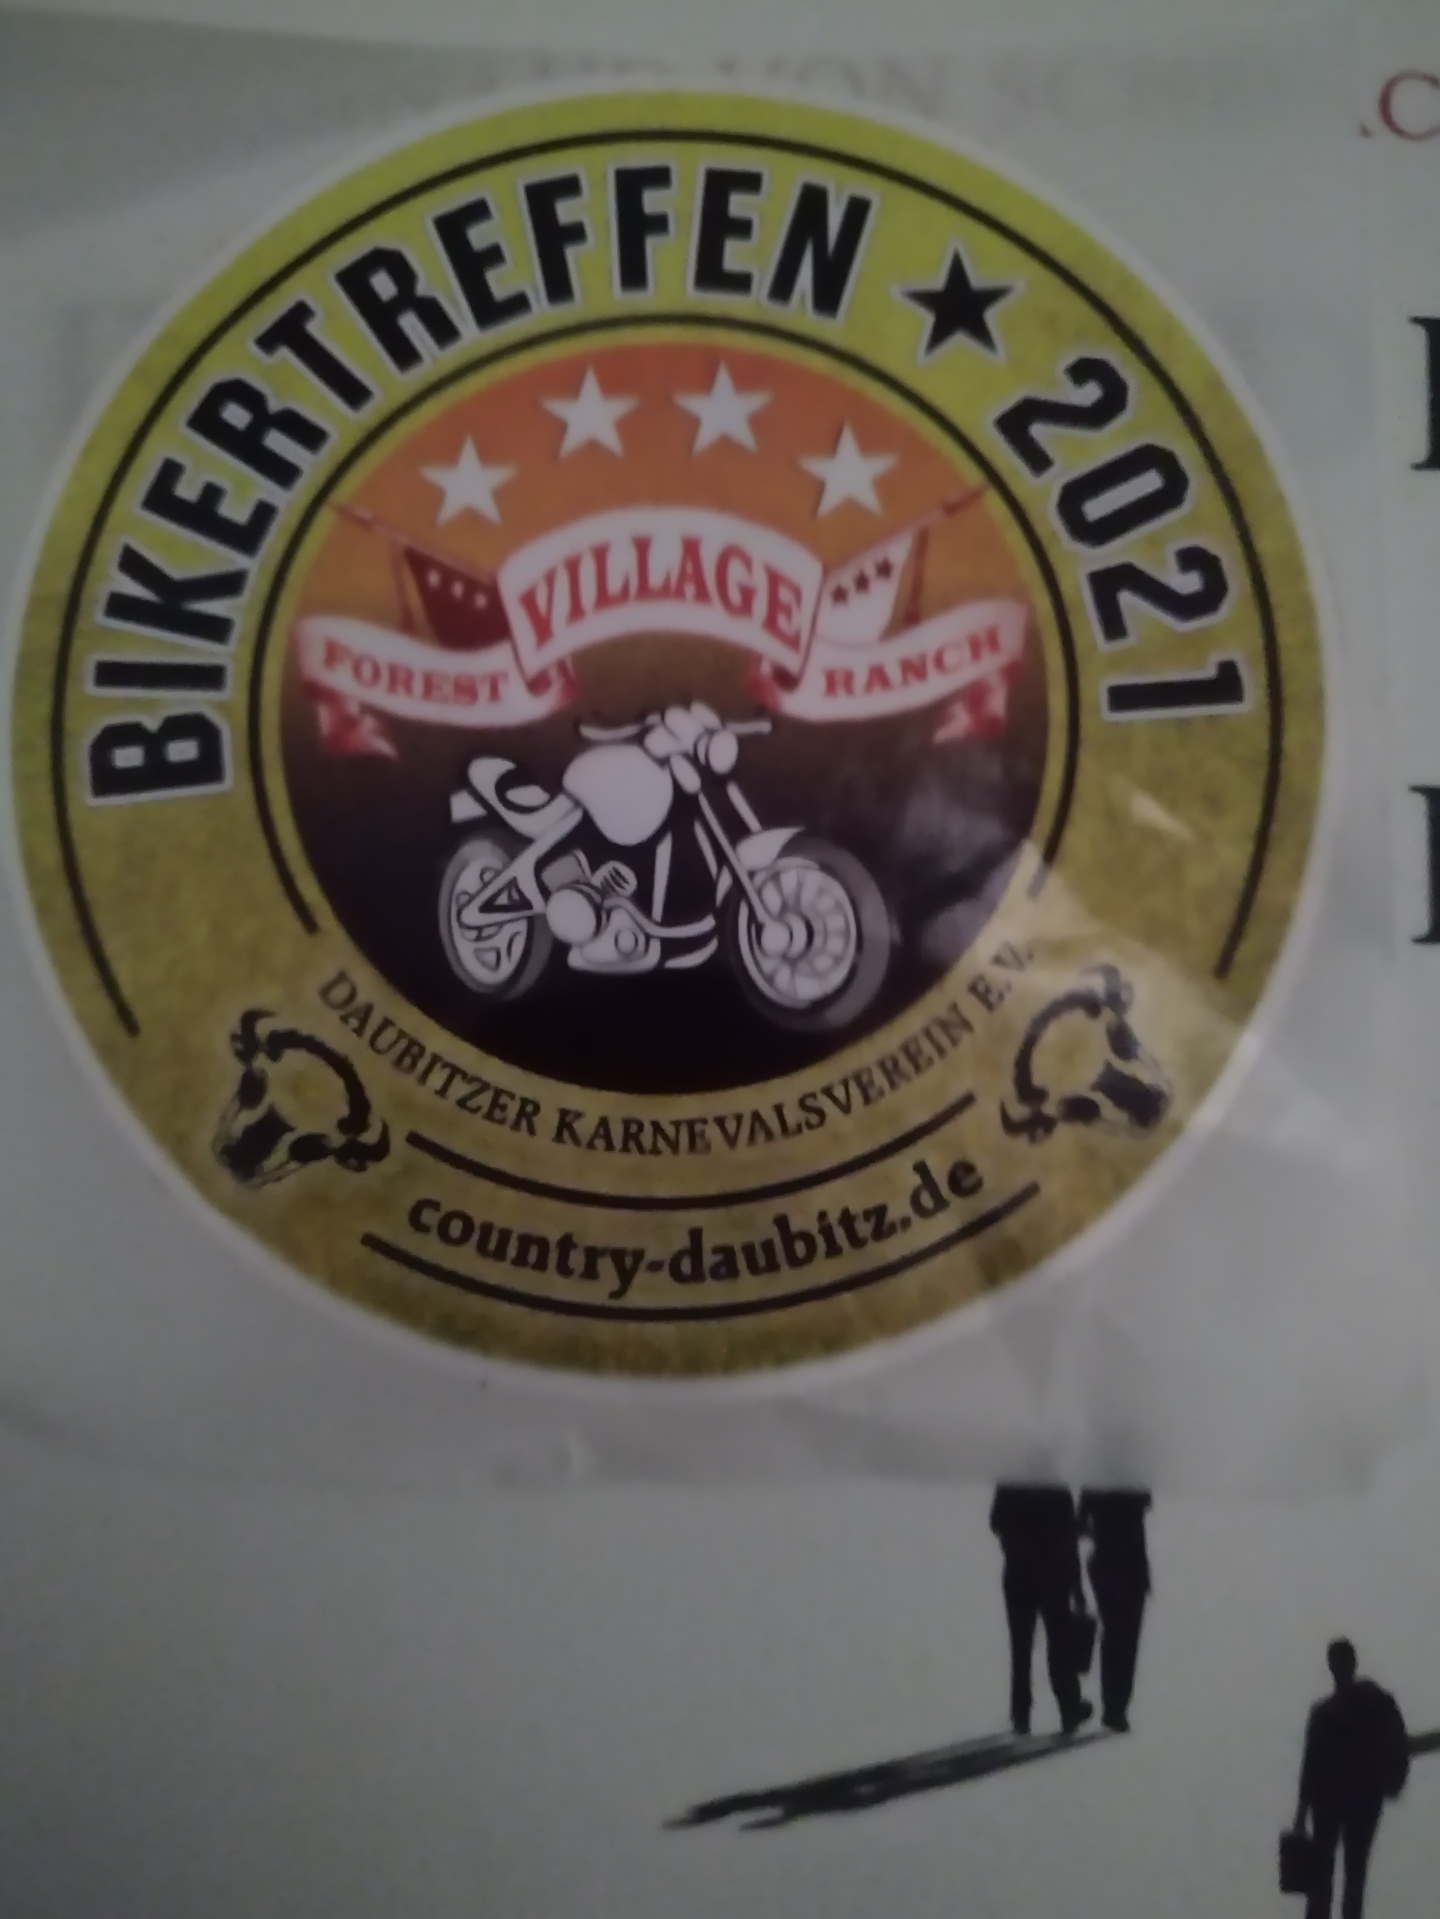 BIKERTREFFEN ★ 2021
VILLAGE
FOREST RANCH
DAUBITZER KARNEVALSVEREIN E.V.
country-daubitz.de
.C